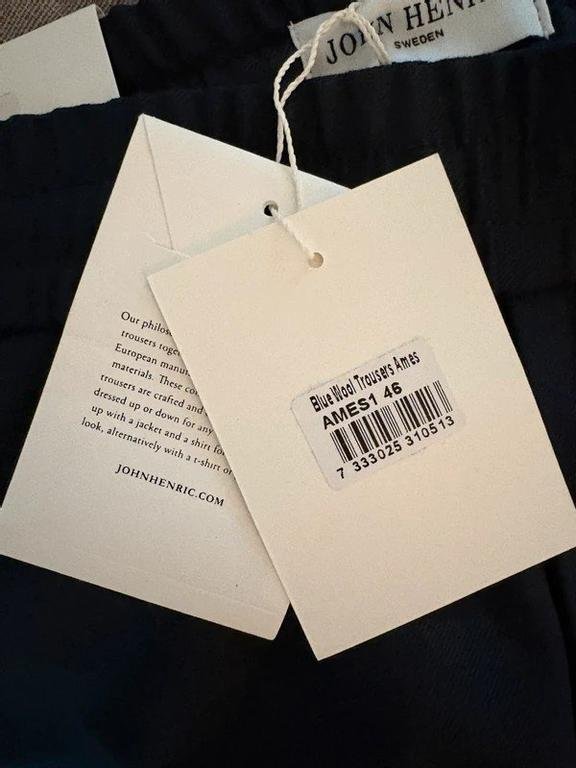 JOHN HENRI
SWEDEN
Our philos
trousers toge
European manu
materials. These co
trousers are crafted and
dressed up or down for any
up with a jacket and a shirt fo
look, alternatively with a t-shirt o
JOHNHENRIC.COM
Blue Wool Trousers Ames
AMES1 46
7 333025 310513